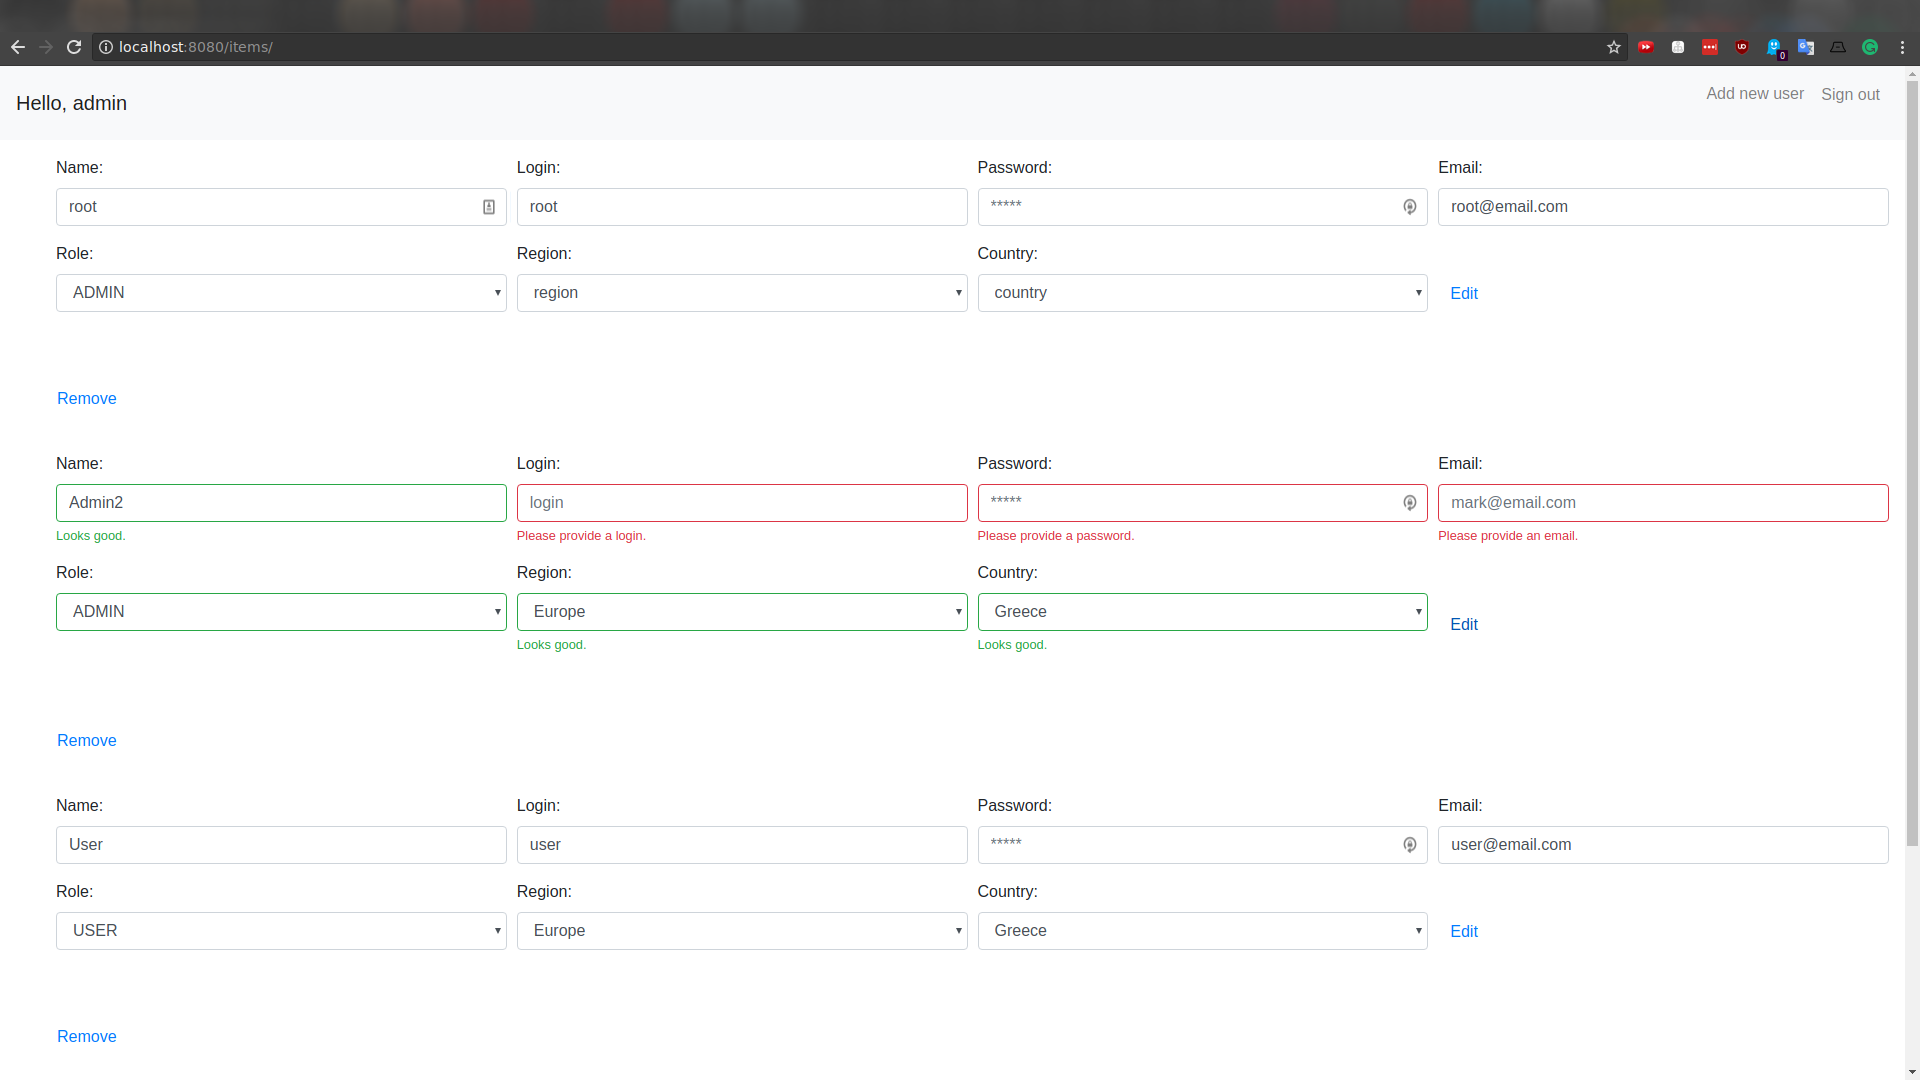 localhost:8080/items/
0
Hello, admin
Add new user Sign out
Name: Login: Password: Email:
root root ***** root@email.com
Role: Region: Country:
ADMIN region country Edit
Remove
Name: Login: Password: Email:
Admin2 login ***** mark@email.com
Looks good. Please provide a login. Please provide a password. Please provide an email.
Role: Region: Country:
ADMIN Europe Greece Edit
Looks good. Looks good.
Remove
Name: Login: Password: Email:
User user ***** user@email.com
Role: Region: Country:
USER Europe Greece Edit
Remove